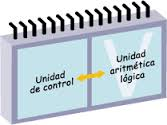 Unidad
de control
Unidad
aritmética
lógica